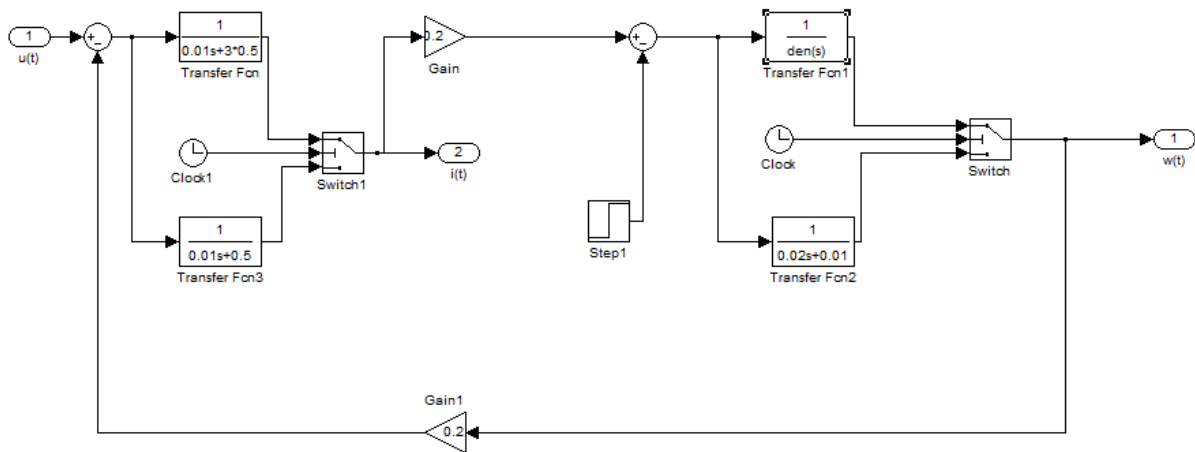 1
u(t)
+
−
1
0.01s+3*0.5
Transfer Fcn
Clock1
Switch1
1
0.01s+0.5
Transfer Fcn3
0.2
Gain
2
i(t)
+
−
Step1
1
den(s)
Transfer Fcn1
Clock
Switch
1
0.02s+0.01
Transfer Fcn2
1
w(t)
Gain1
0.2